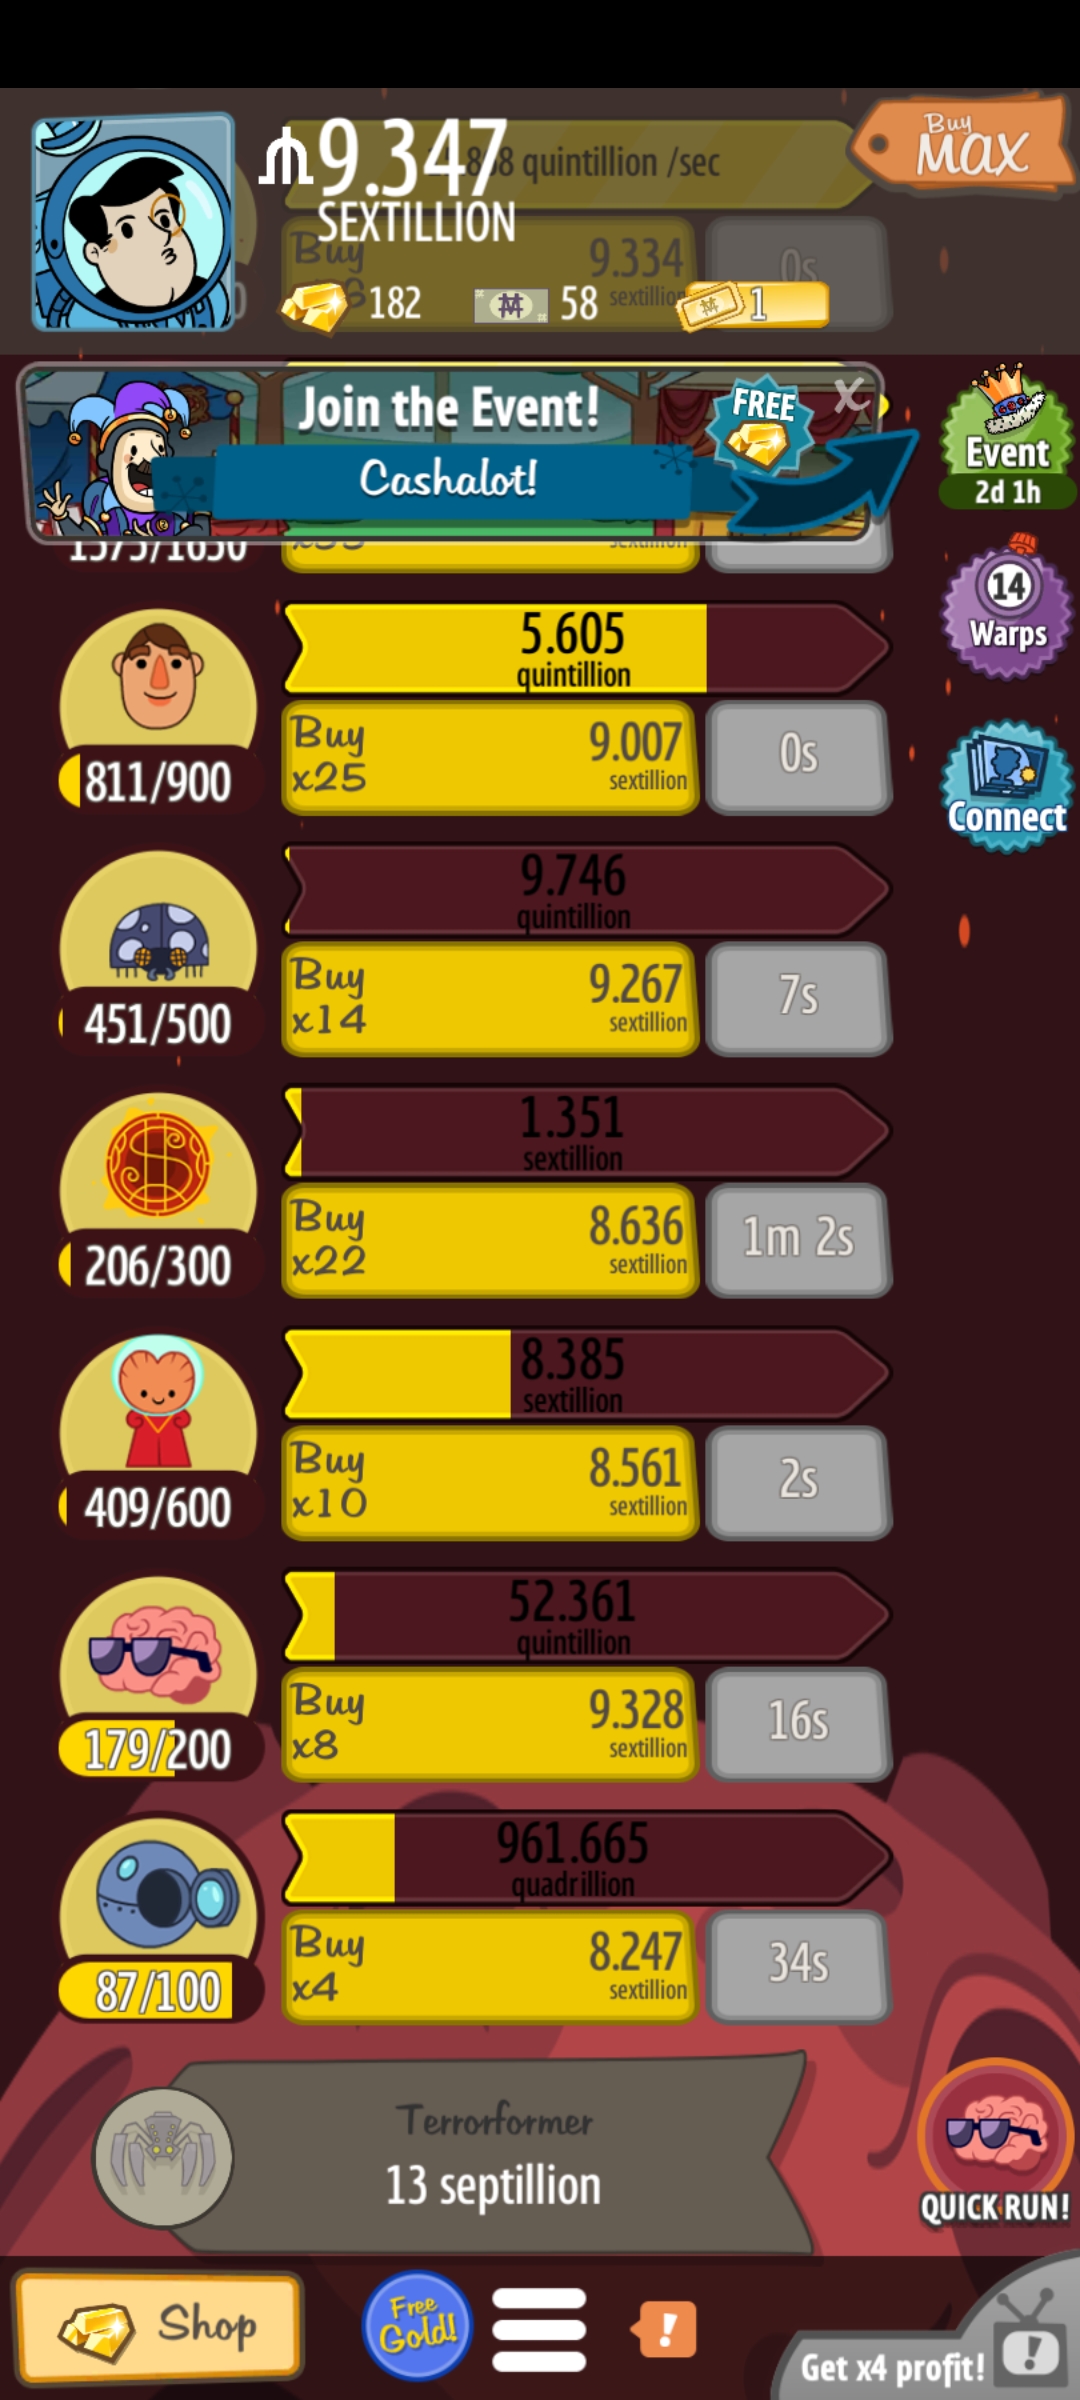 9.347
SEXTILLION
quintillion /sec
Buy
MAX
Buy
9.334
0s
182
58
1
Join the Event!
FREE
X
Cashalot!
Event
2d 1h
1575/1650
x35
sextillion
14
Warps
Connect
5.605
quintillion
811/900
Buy
x25
9.007
sextillion
0s
9.746
quintillion
451/500
Buy
x14
9.267
sextillion
7s
1.351
sextillion
206/300
Buy
x22
8.636
sextillion
1m 2s
8.385
sextillion
409/600
Buy
x10
8.561
sextillion
2s
52.361
quintillion
179/200
Buy
x8
9.328
sextillion
16s
961.665
quadrillion
87/100
Buy
x4
8.247
sextillion
34s
Terrorformer
13 septillion
QUICK RUN!
Shop
Free
Gold!
!
Get x4 profit!
!